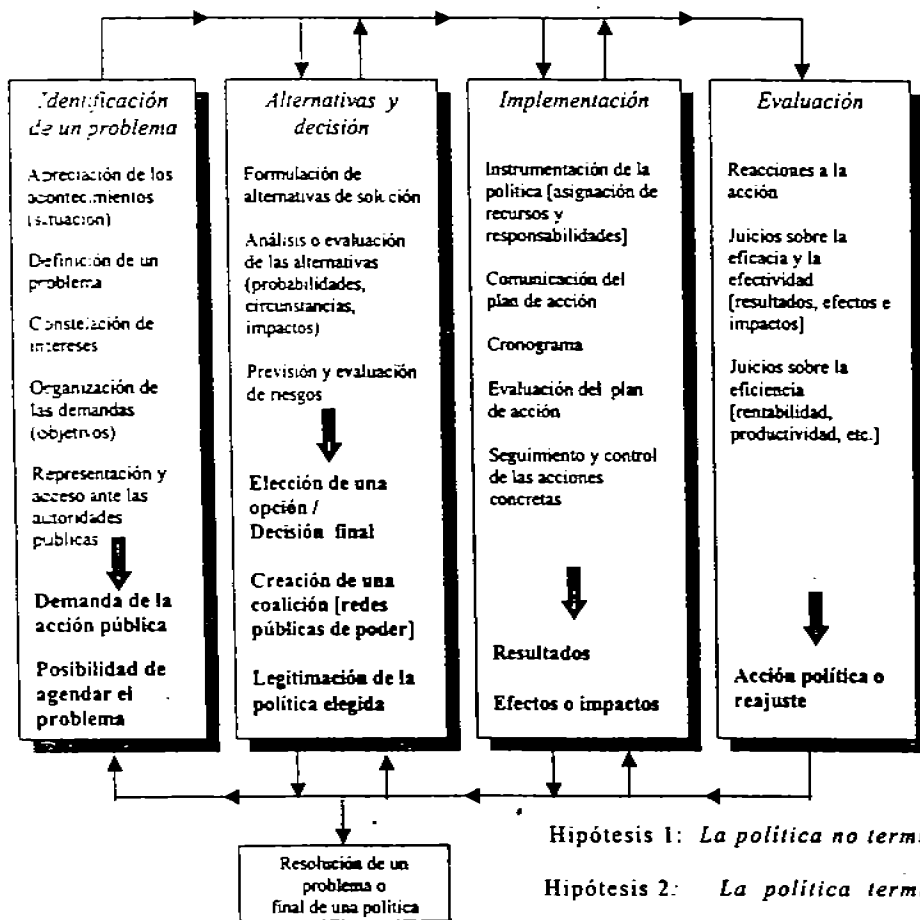 Identificación
de un problema
Apreciación de los
acontecimientos
(situación)
Definición de un
problema
Constelación de
intereses
Organización de
las demandas
(objetivos)
Representación y
acceso ante las
autoridades
públicas
Demanda de la
acción pública
Posibilidad de
agendar el
problema
Alternativas y
decisión
Formulación de
alternativas de solución
Análisis o evaluación
de las alternativas
(probabilidades,
circunstancias,
impactos)
Previsión y evaluación
de riesgos
Elección de una
opción /
Decisión final
Creación de una
coalición [redes
públicas de poder]
Legitimación de la
política elegida
Implementación
Instrumentación de la
política [asignación de
recursos y
responsabilidades]
Comunicación del
plan de acción
Cronograma
Evaluación del plan
de acción
Seguimiento y control
de las acciones
concretas
Resultados
Efectos o impactos
Evaluación
Reacciones a la
acción
Juicios sobre la
eficacia y la
efectividad
[resultados, efectos e
impactos]
Juicios sobre la
eficiencia
[rentabilidad,
productividad, etc.]
Acción política o
reajuste
Resolución de un
problema o
final de una política
Hipótesis 1: La política no term
Hipótesis 2: La política term